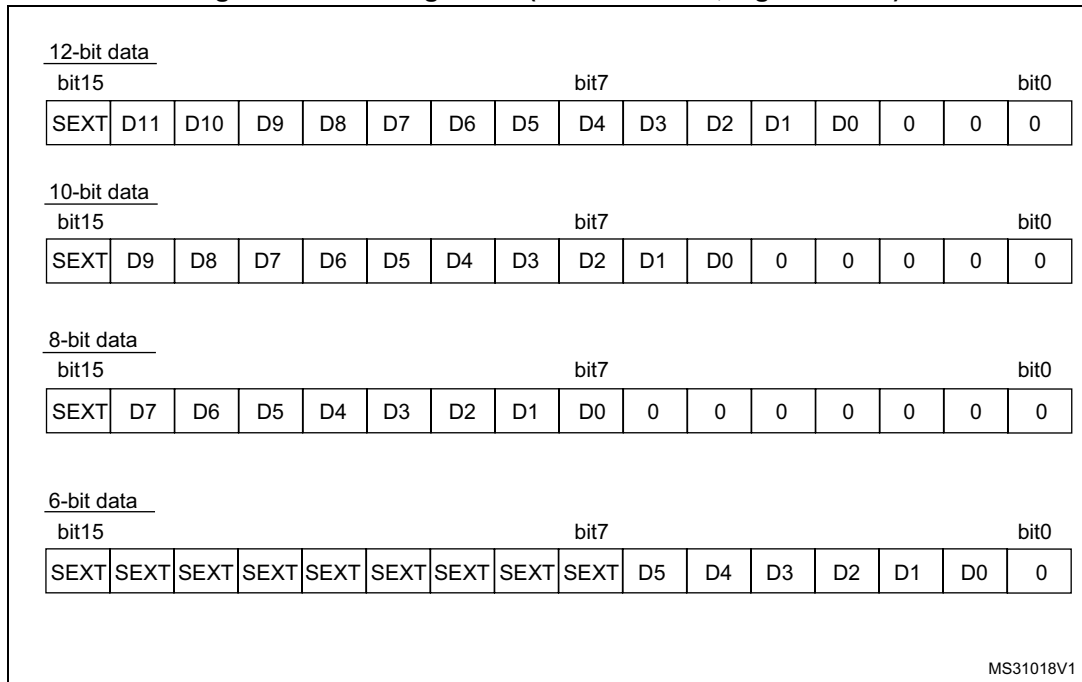 12-bit data
bit15 bit7 bit0
SEXT D11 D10 D9 D8 D7 D6 D5 D4 D3 D2 D1 D0 0 0 0
10-bit data
bit15 bit7 bit0
SEXT D9 D8 D7 D6 D5 D4 D3 D2 D1 D0 0 0 0 0 0
8-bit data
bit15 bit7 bit0
SEXT D7 D6 D5 D4 D3 D2 D1 D0 0 0 0 0 0 0 0
6-bit data
bit15 bit7 bit0
SEXT SEXT SEXT SEXT SEXT SEXT SEXT SEXT SEXT D5 D4 D3 D2 D1 D0 0
MS31018V1